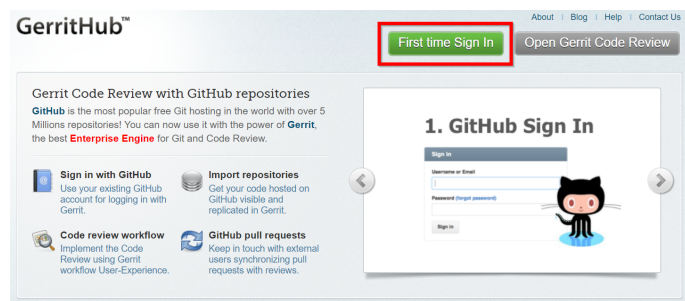 GerritHub™
About | Blog | Help | Contact Us
First time Sign In
Open Gerrit Code Review
Gerrit Code Review with GitHub repositories
GitHub is the most popular free Git hosting in the world with over 5
Millions repositories! You can now use it with the power of Gerrit,
the best Enterprise Engine for Git and Code Review.
Sign in with GitHub
Use your existing GitHub
account for logging in with
Gerrit.
Import repositories
Get your code hosted on
GitHub visible and
replicated in Gerrit.
Code review workflow
Implement the Code
Review using Gerrit
workflow User-Experience.
GitHub pull requests
Keep in touch with external
users synchronizing pull
requests with reviews.
1. GitHub Sign In
Sign in
Username or Email
Password (forgot password)
Sign in